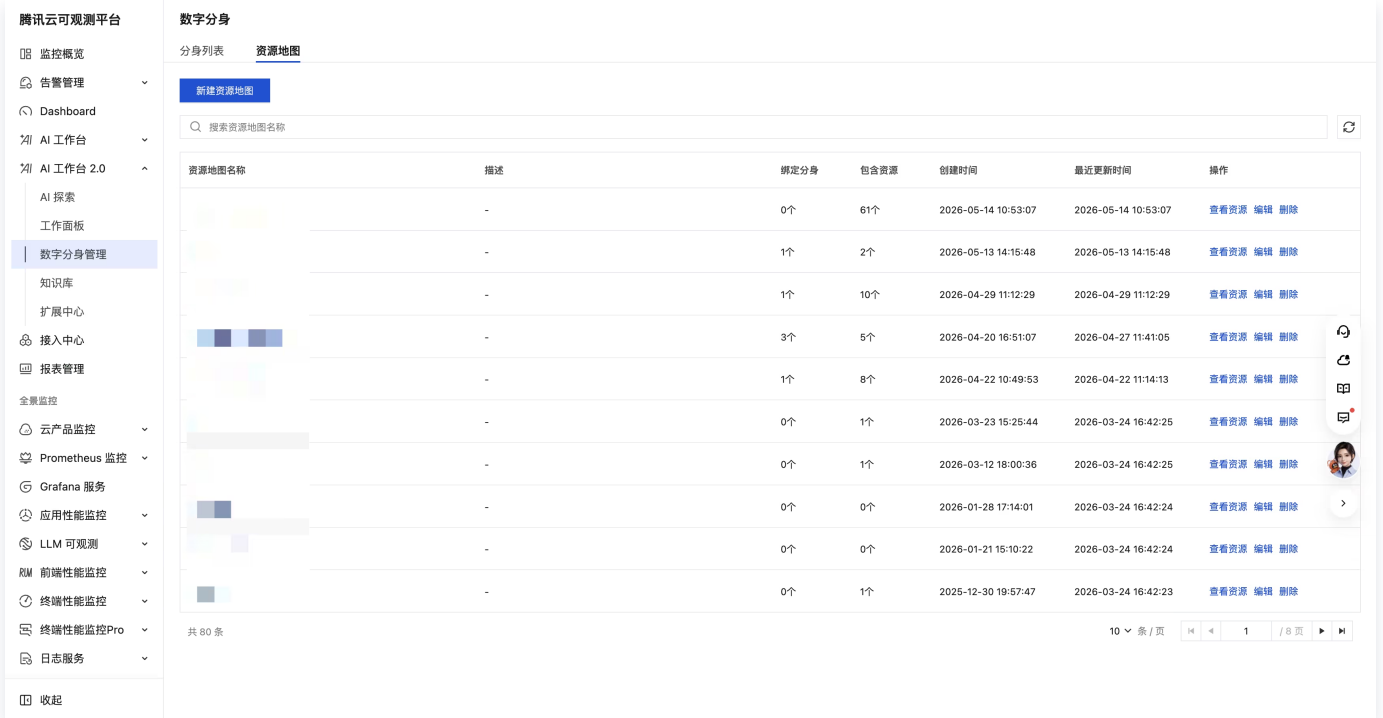 腾讯云可观测平台
监控概览
告警管理
Dashboard
AI 工作台
AI 工作台 2.0
AI 探索
工作面板
数字分身管理
知识库
扩展中心
接入中心
报表管理
全景监控
云产品监控
Prometheus 监控
Grafana 服务
应用性能监控
LLM 可观测
RUM 前端性能监控
终端性能监控
终端性能监控Pro
日志服务
收起
数字分身
分身列表 资源地图
新建资源地图
搜索资源地图名称
资源地图名称 描述 绑定分身 包含资源 创建时间 最近更新时间 操作
- 0个 61个 2026-05-14 10:53:07 2026-05-14 10:53:07 查看资源 编辑 删除
- 1个 2个 2026-05-13 14:15:48 2026-05-13 14:15:48 查看资源 编辑 删除
- 1个 10个 2026-04-29 11:12:29 2026-04-29 11:12:29 查看资源 编辑 删除
- 3个 5个 2026-04-20 16:51:07 2026-04-27 11:41:05 查看资源 编辑 删除
- 1个 8个 2026-04-22 10:49:53 2026-04-22 11:14:13 查看资源 编辑 删除
- 0个 1个 2026-03-23 15:25:44 2026-03-24 16:42:25 查看资源 编辑 删除
- 0个 1个 2026-03-12 18:00:36 2026-03-24 16:42:25 查看资源 编辑 删除
- 0个 0个 2026-01-28 17:14:01 2026-03-24 16:42:24 查看资源 编辑 删除
- 0个 0个 2026-01-21 15:10:22 2026-03-24 16:42:24 查看资源 编辑 删除
- 0个 1个 2025-12-30 19:57:47 2026-03-24 16:42:23 查看资源 编辑 删除
共 80 条 10 条 / 页 1 / 8 页